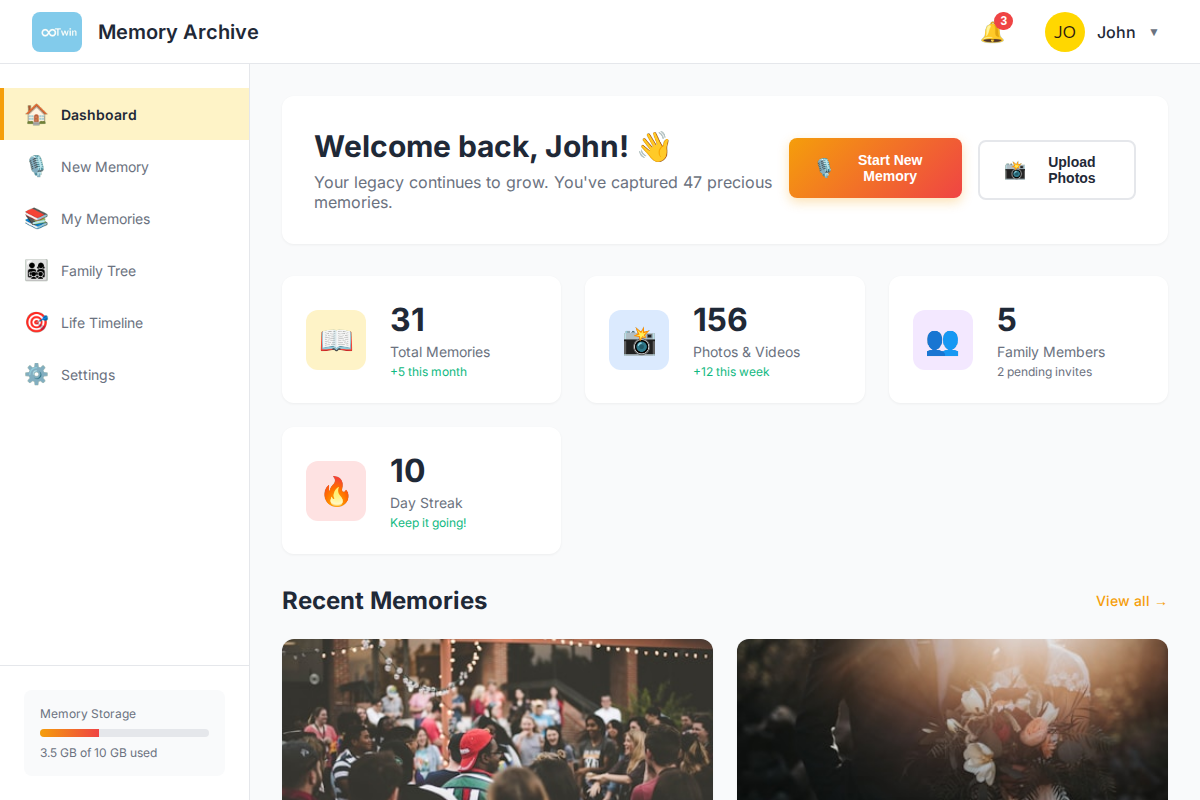 Twin
Memory Archive
3
JO
John
Dashboard
New Memory
My Memories
Family Tree
Life Timeline
Settings
Memory Storage
3.5 GB of 10 GB used
Welcome back, John! 👋
Your legacy continues to grow. You've captured 47 precious
memories.
Start New
Memory
Upload
Photos
31
Total Memories
+5 this month
156
Photos & Videos
+12 this week
5
Family Members
2 pending invites
10
Day Streak
Keep it going!
Recent Memories
View all →